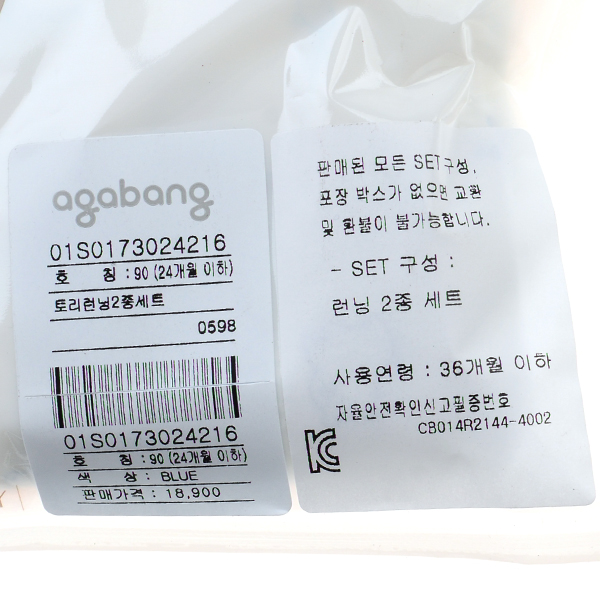 agabang
01S0173024216
호 칭 : 90 (24개월 이하)
토리런닝2종세트
0598
01S0173024216
호 칭 : 90 (24개월 이하)
색 상 : BLUE
판매가격 : 18,900
판매된 모든 SET구성,
포장 박스가 없으면 교환
및 환불이 불가능합니다.
- SET 구성 :
런닝 2종 세트
사용연령 : 36개월 이하
자율안전확인신고필증번호
CB014R2144-4002